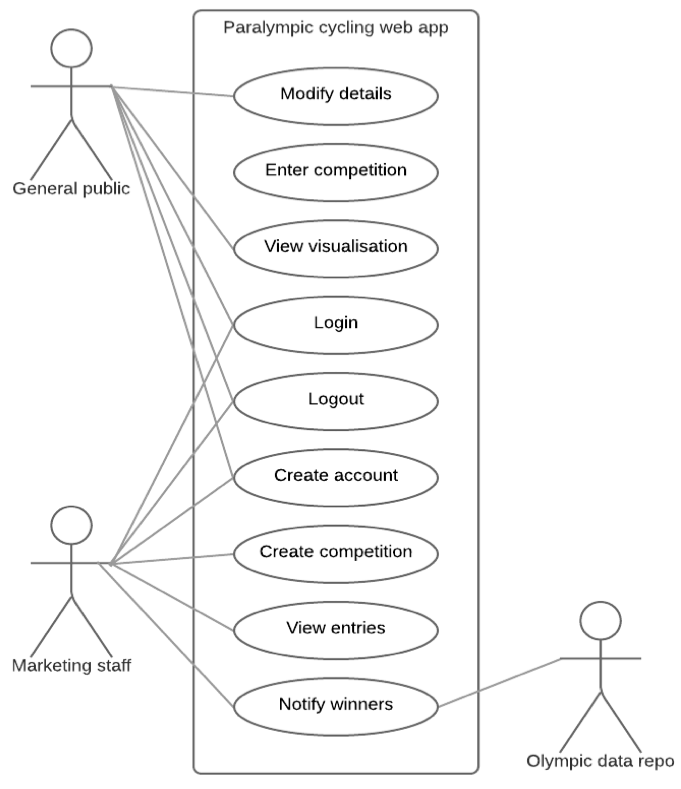 Paralympic cycling web app
Modify details
General public
Enter competition
View visualisation
Login
Logout
Create account
Create competition
View entries
Marketing staff
Notify winners
Olympic data repo